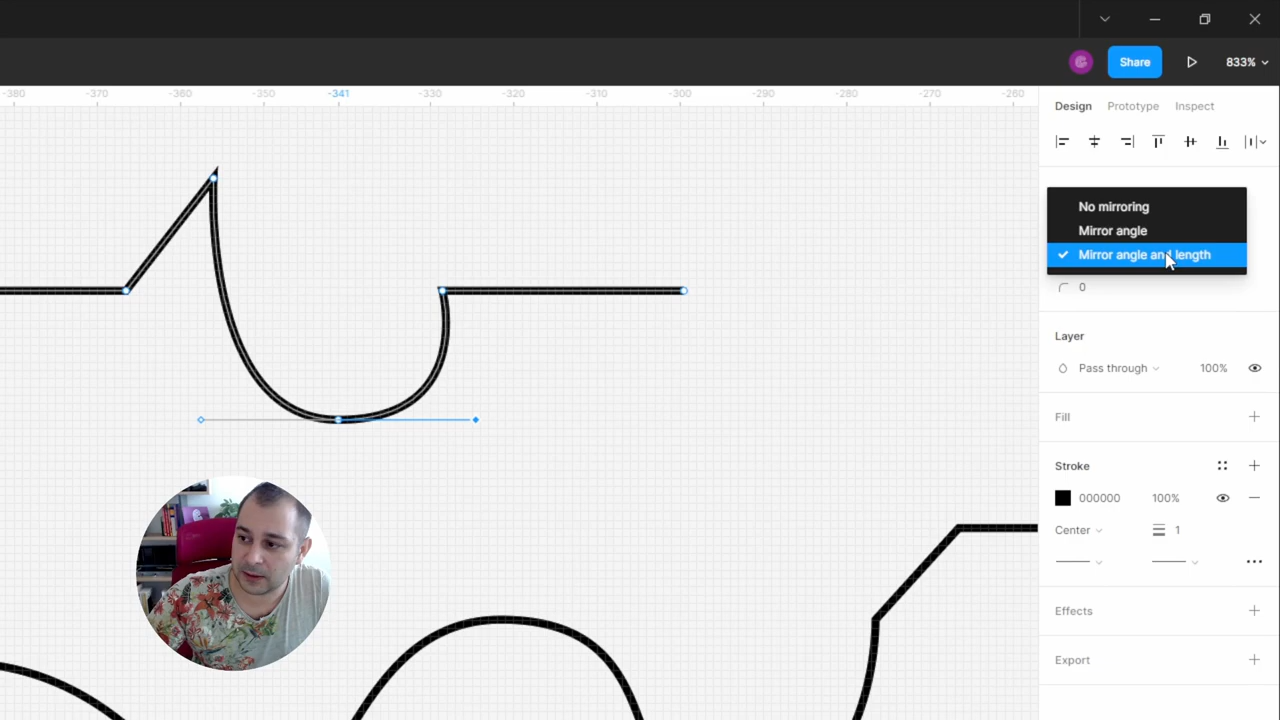 Share
833%
-380 -370 -360 -350 -341 -330 -320 -310 -300 -290 -280 -270 -260
Design Prototype Inspect
No mirroring
Mirror angle
Mirror angle and length
0
Layer
Pass through 100%
Fill
Stroke
000000 100%
Center 1
Effects
Export